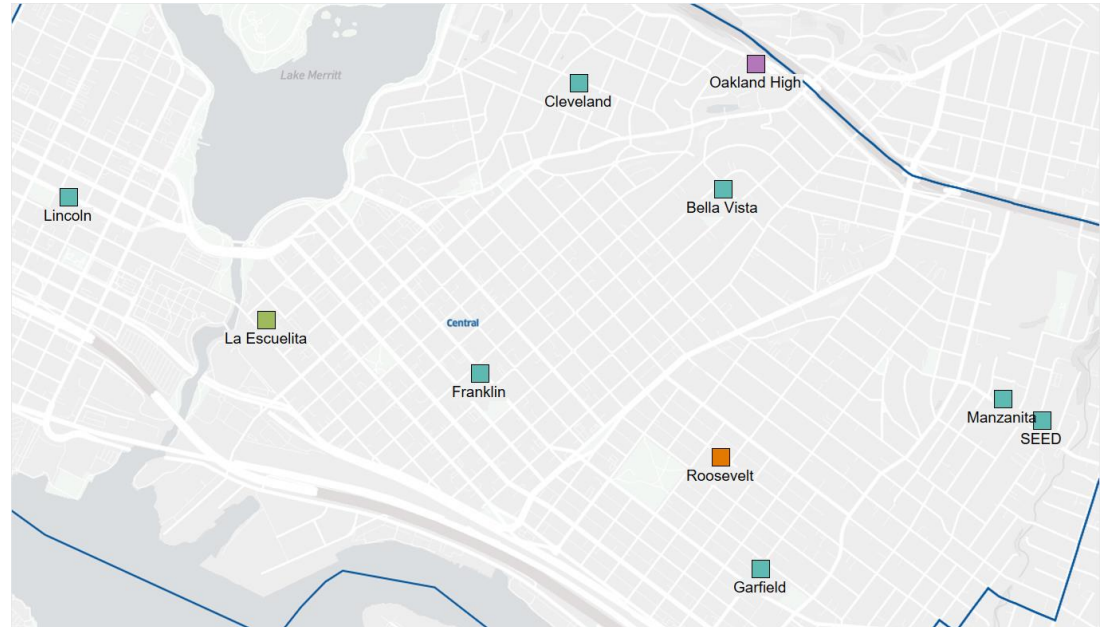 Lake Merritt
Oakland High
Cleveland
Lincoln
Bella Vista
La Escuelita
Central
Franklin
Manzanita
SEED
Roosevelt
Garfield